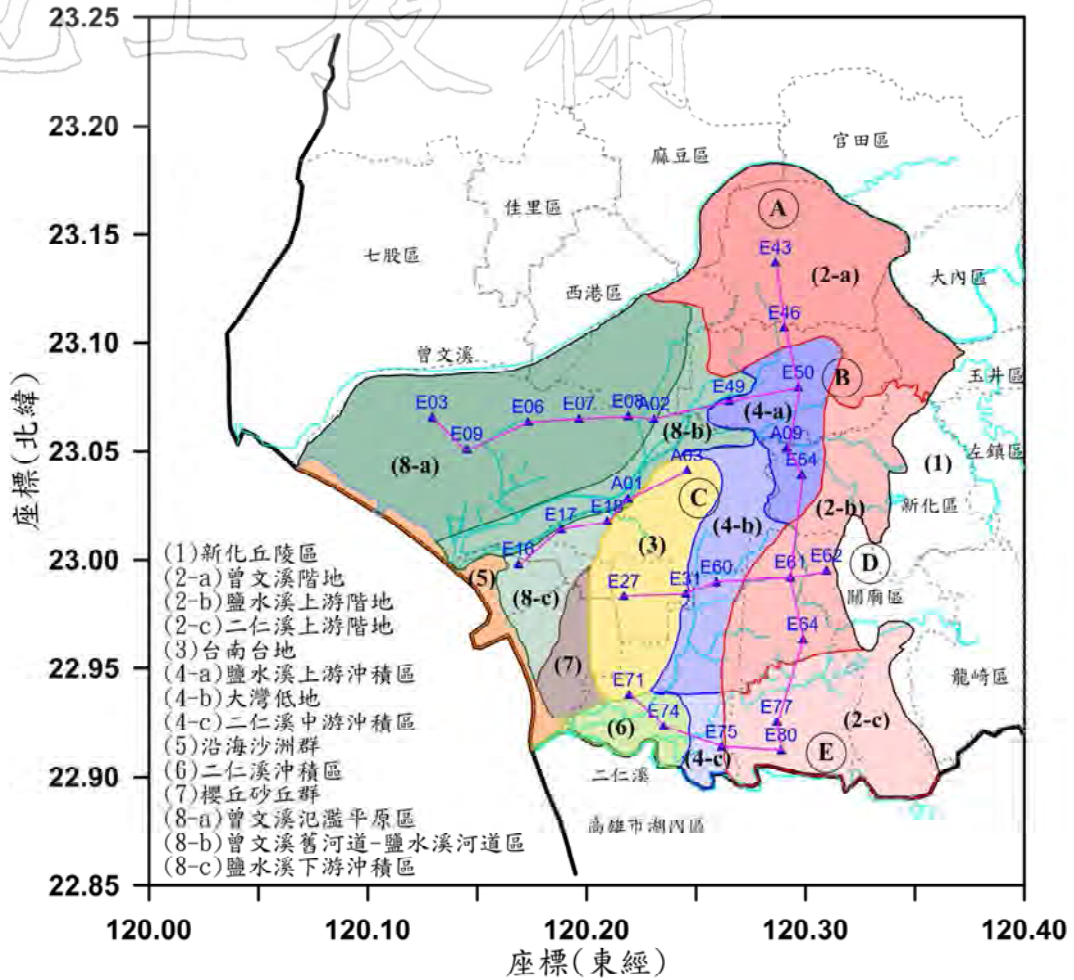 地工技術
23.25
23.20
23.15
23.10
23.05
23.00
22.95
22.90
22.85
120.00
120.10
120.20
120.30
120.40
座標(北緯)
座標(東經)
官田區
麻豆區
佳里區
七股區
西港區
大內區
曾文溪
玉井區
左鎮區
新化區
關廟區
龍崎區
二仁溪
高雄市湖內區
A
B
C
D
E
E43
E46
E50
E49
E03
E06
E07
E08
A02
E09
A09
E54
A03
A01
E18
E17
E16
E60
E61
E62
E27
E31
E64
E71
E74
E75
E77
E80
(2-a)
(4-a)
(8-b)
(8-a)
(1)
(2-b)
(4-b)
(3)
(5)
(8-c)
(7)
(6)
(4-c)
(2-c)
(1)新化丘陵區
(2-a)曾文溪階地
(2-b)鹽水溪上游階地
(2-c)二仁溪上游階地
(3)台南台地
(4-a)鹽水溪上游沖積區
(4-b)大灣低地
(4-c)二仁溪中游沖積區
(5)沿海沙洲群
(6)二仁溪沖積區
(7)櫻丘砂丘群
(8-a)曾文溪氾濫平原區
(8-b)曾文溪舊河道-鹽水溪河道區
(8-c)鹽水溪下游沖積區